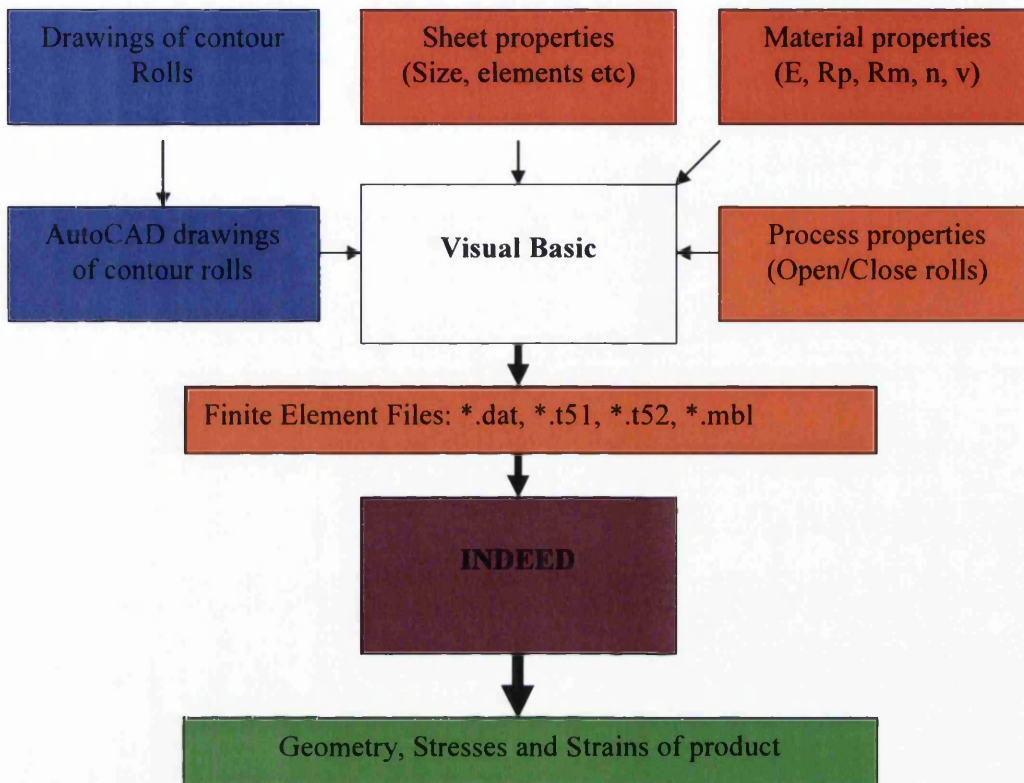 Drawings of contour
Rolls
Sheet properties
(Size, elements etc)
Material properties
(E, Rp, Rm, n, v)
AutoCAD drawings
of contour rolls
Visual Basic
Process properties
(Open/Close rolls)
Finite Element Files: *.dat, *.t51, *.t52, *.mbl
INDEED
Geometry, Stresses and Strains of product